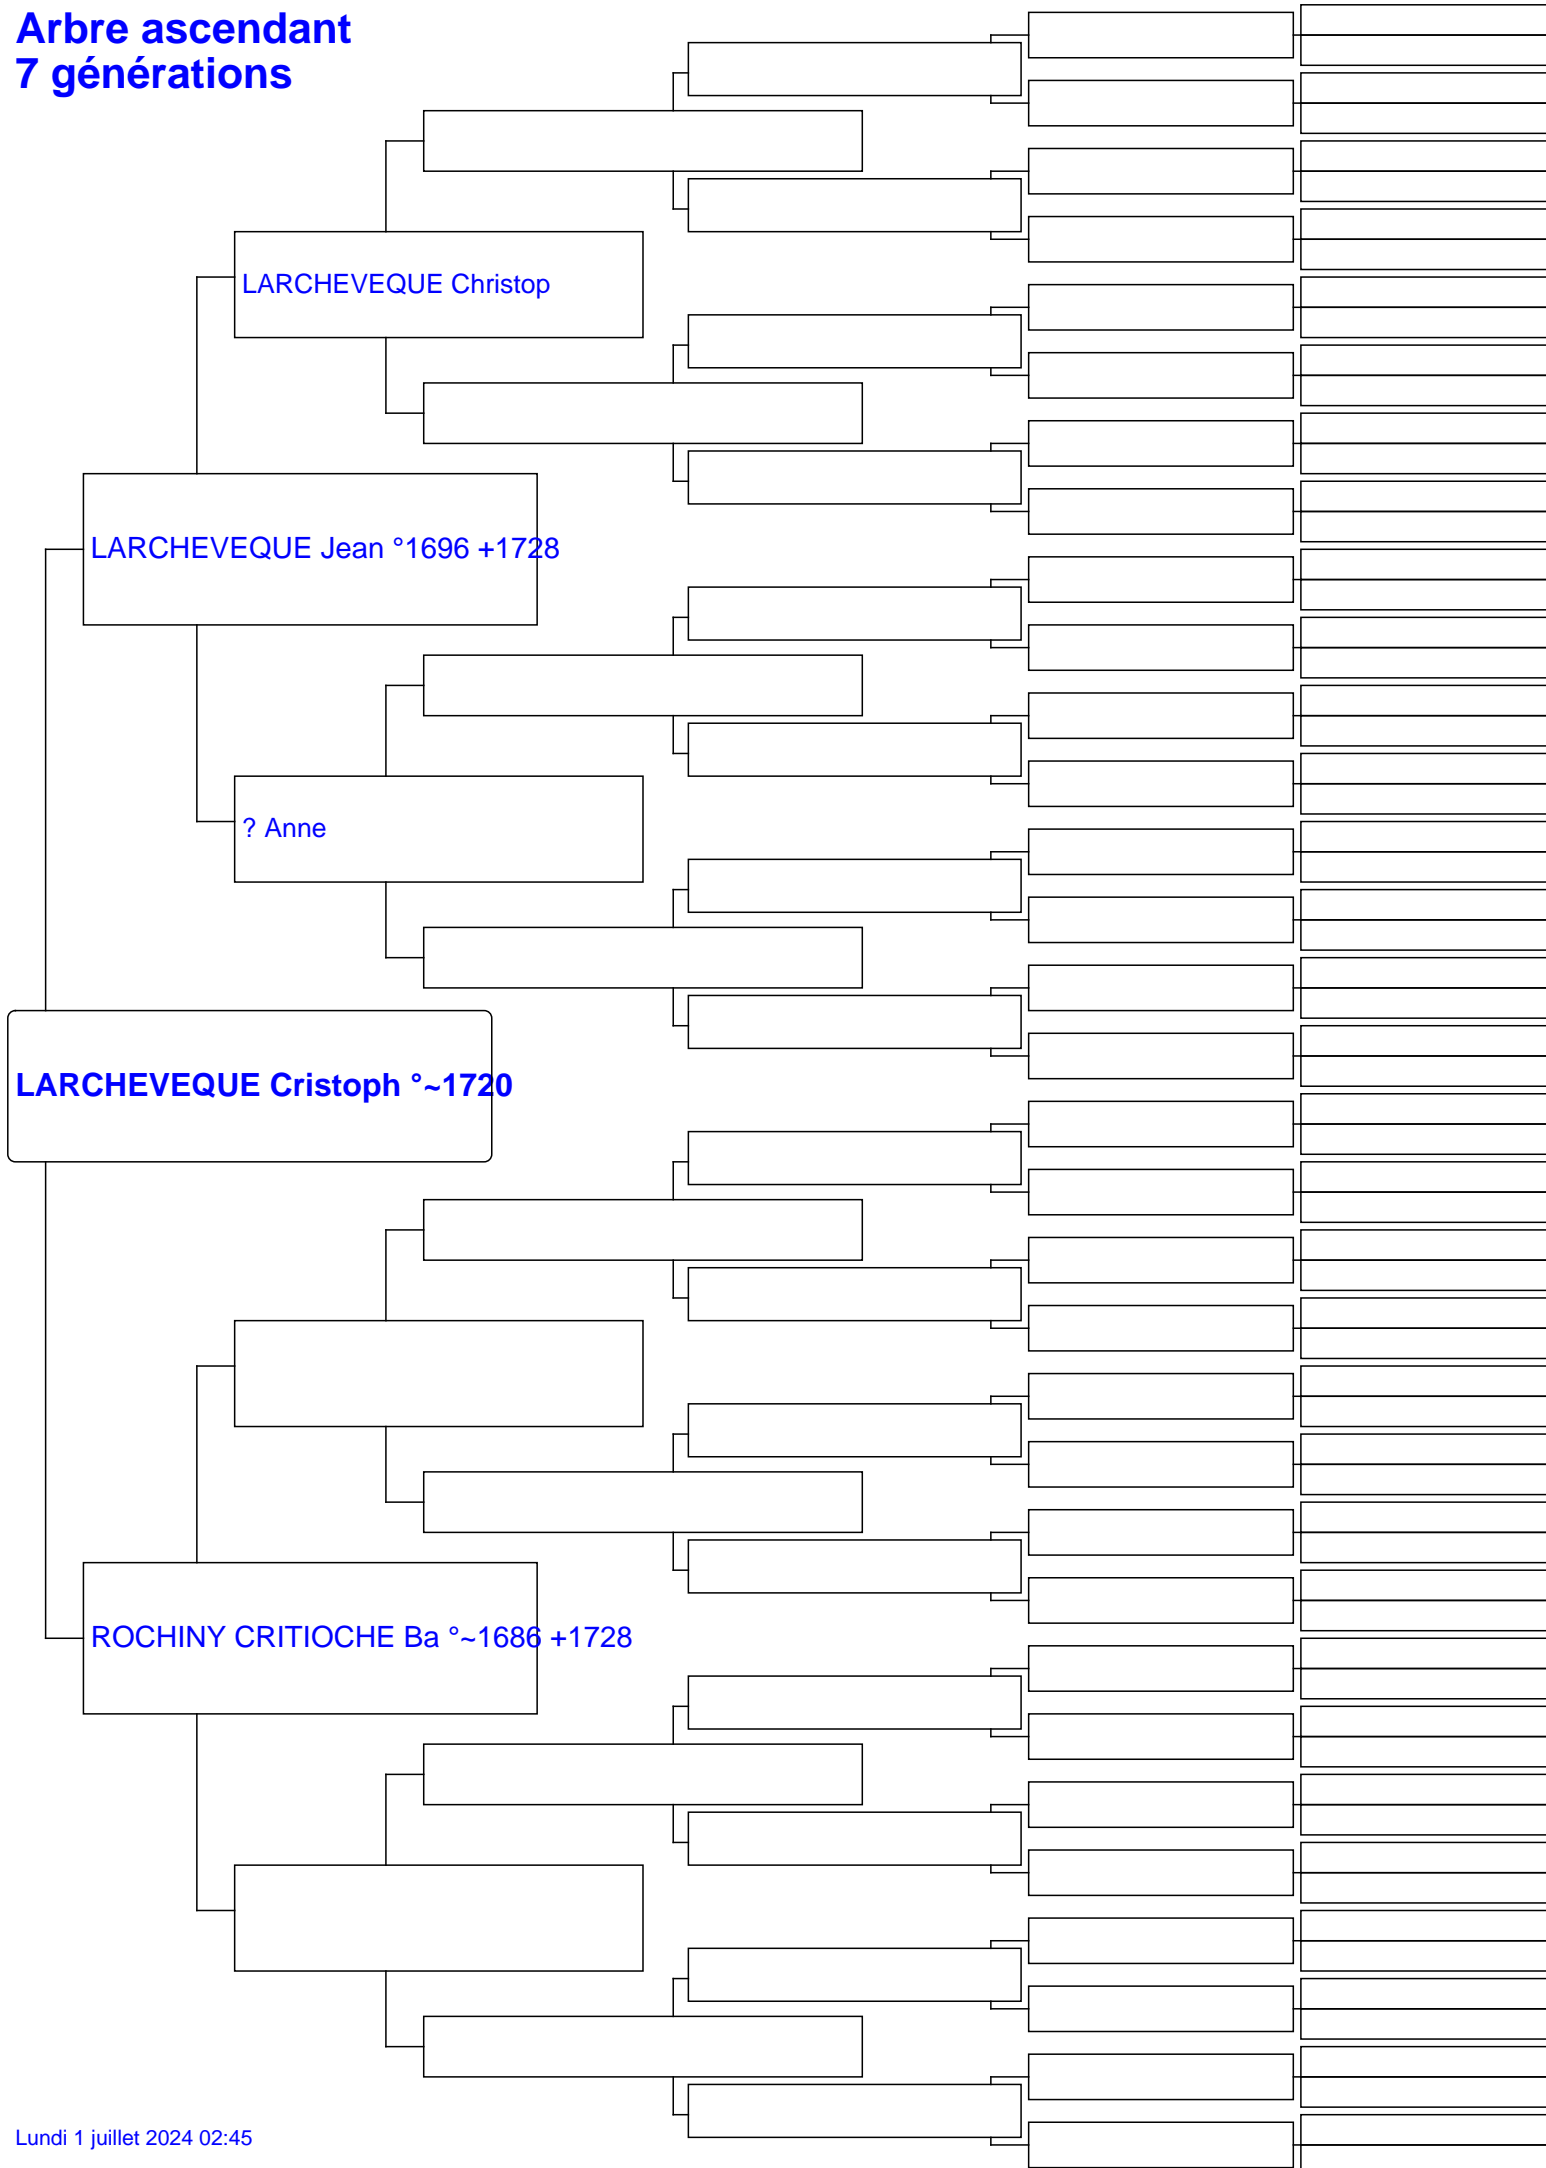 Arbre ascendant
7 générations
LARCHEVEQUE Christop
LARCHEVEQUE Jean °1696 +1728
? Anne
LARCHEVEQUE Cristoph °~1720
ROCHINY CRITIOCHE Ba °~1686 +1728
Lundi 1 juillet 2024 02:45